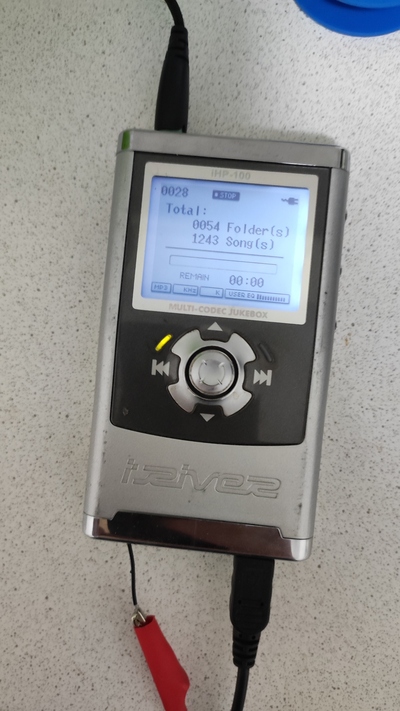 iHP-100
0028 STOP
Total:
0054 Folder(s)
1243 Song(s)
REMAIN 00:00
MULTI-CODEC JUKEBOX
iRiver